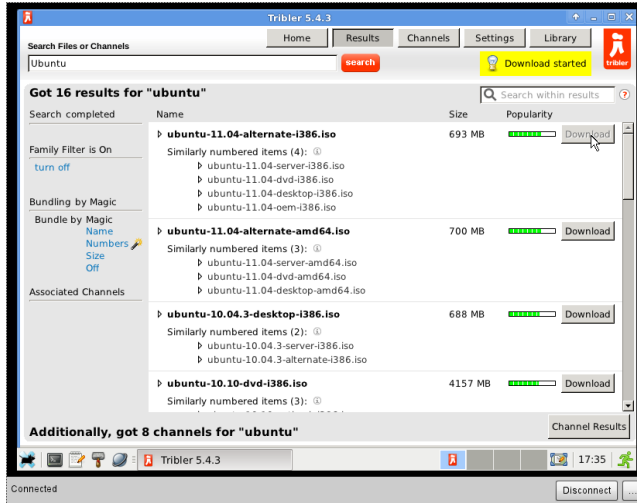 Tribler 5.4.3
Home Results Channels Settings Library
Search Files or Channels
Ubuntu search Download started tribler
Got 16 results for "ubuntu" Search within results ?
Search completed Name Size Popularity
ubuntu-11.04-alternate-i386.iso 693 MB Download
Family Filter is On Similarly numbered items (4):
turn off ubuntu-11.04-server-i386.iso
ubuntu-11.04-dvd-i386.iso
ubuntu-11.04-desktop-i386.iso
Bundling by Magic ubuntu-11.04-oem-i386.iso
Bundle by Magic
Name ubuntu-11.04-alternate-amd64.iso 700 MB Download
Numbers Similarly numbered items (3):
Size ubuntu-11.04-server-amd64.iso
Off ubuntu-11.04-dvd-amd64.iso
Associated Channels ubuntu-11.04-desktop-amd64.iso
ubuntu-10.04.3-desktop-i386.iso 688 MB Download
Similarly numbered items (2):
ubuntu-10.04.3-server-i386.iso
ubuntu-10.04.3-alternate-i386.iso
ubuntu-10.10-dvd-i386.iso 4157 MB Download
Similarly numbered items (3):
Additionally, got 8 channels for "ubuntu" Channel Results
Tribler 5.4.3 17:35
Connected Disconnect ...